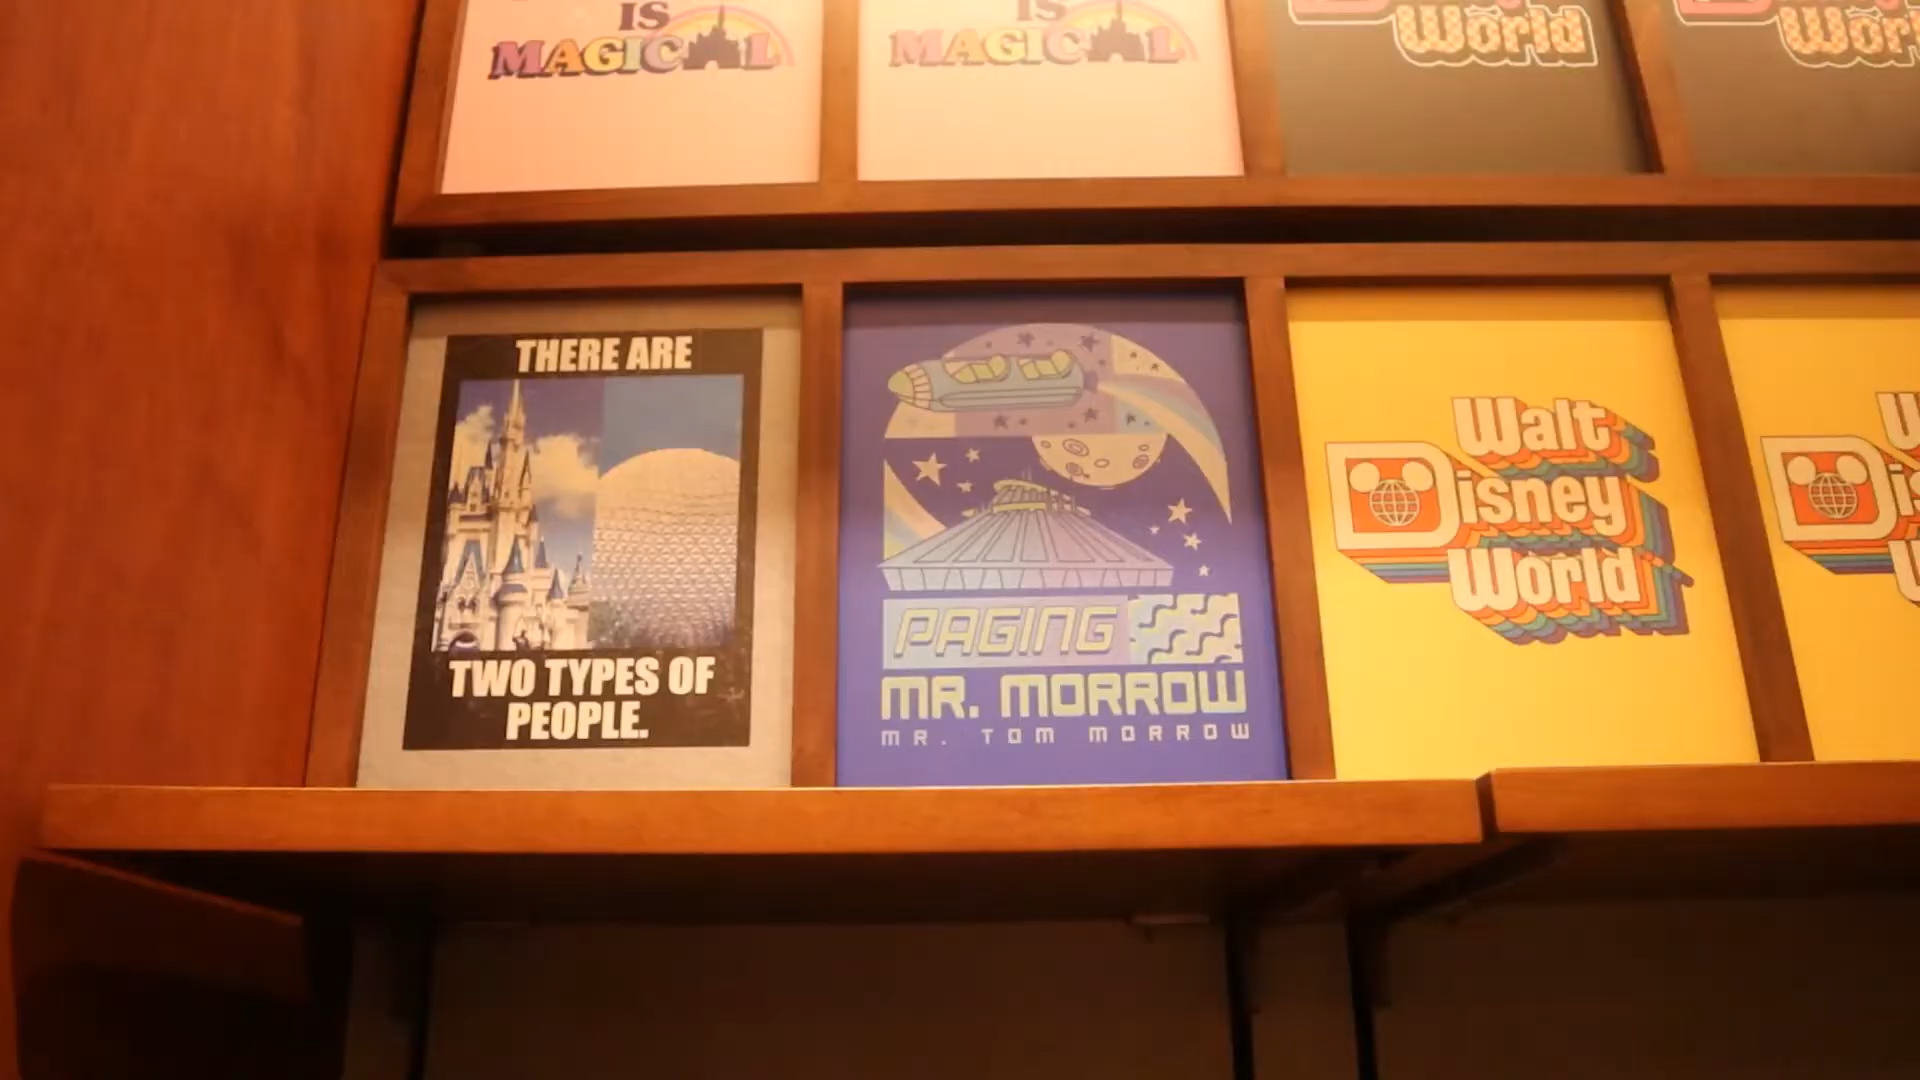 IS
MAGICAL
IS
MAGICAL
World
THERE ARE
TWO TYPES OF
PEOPLE.
PAGING
MR. MORROW
MR. TOM MORROW
Walt
Disney
World